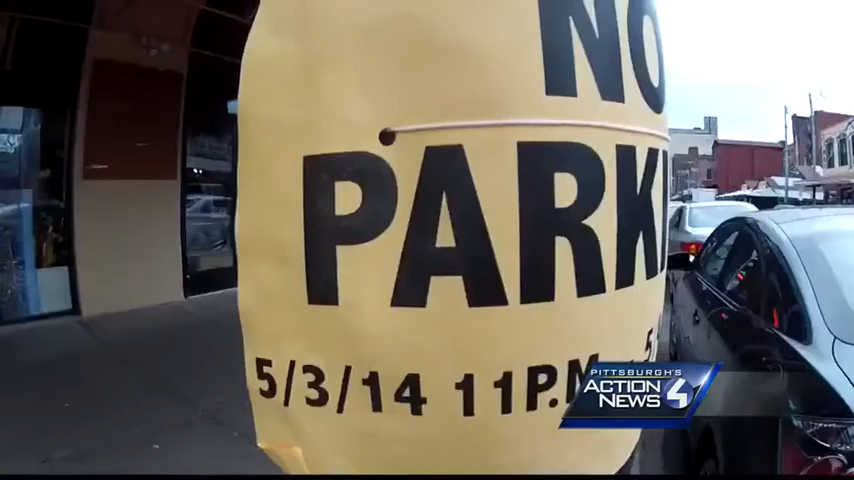 NO
PARKI
5/3/14 11P.M
PITTSBURGH'S
ACTION
NEWS 4